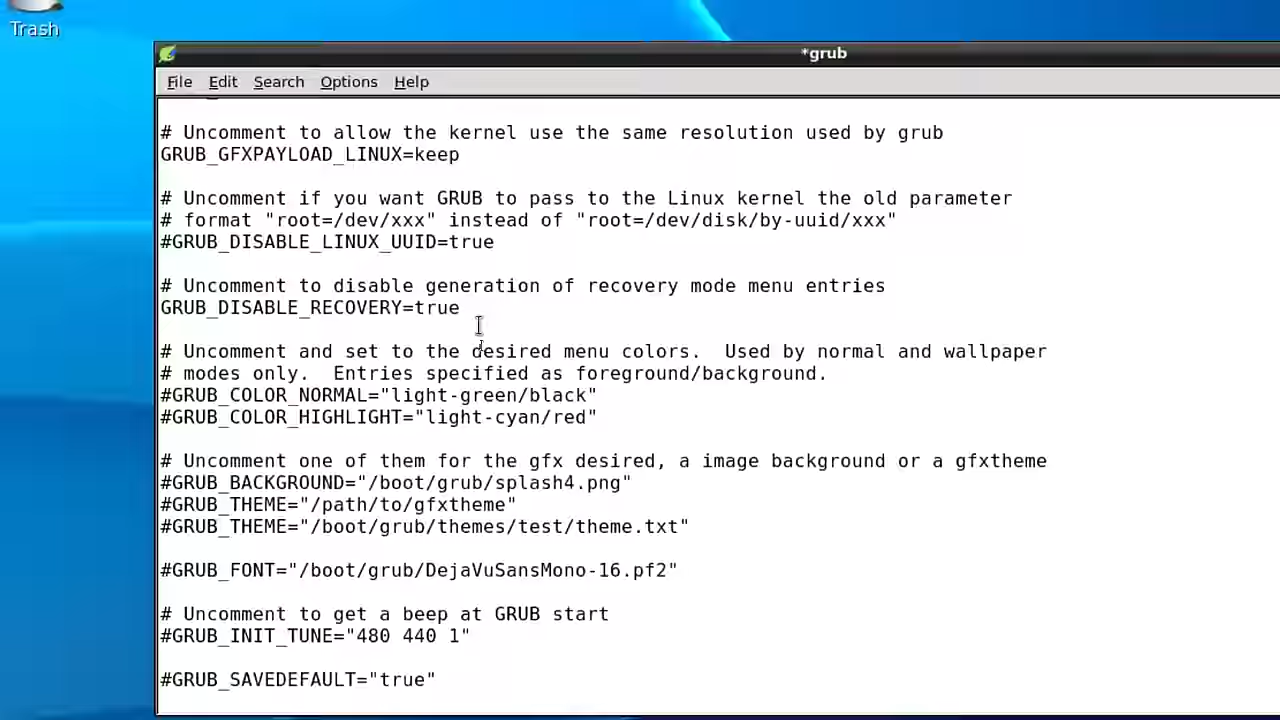 Trash
*grub
File Edit Search Options Help
# Uncomment to allow the kernel use the same resolution used by grub
GRUB_GFXPAYLOAD_LINUX=keep
# Uncomment if you want GRUB to pass to the Linux kernel the old parameter
# format "root=/dev/xxx" instead of "root=/dev/disk/by-uuid/xxx"
#GRUB_DISABLE_LINUX_UUID=true
# Uncomment to disable generation of recovery mode menu entries
GRUB_DISABLE_RECOVERY=true
# Uncomment and set to the desired menu colors.  Used by normal and wallpaper
# modes only.  Entries specified as foreground/background.
#GRUB_COLOR_NORMAL="light-green/black"
#GRUB_COLOR_HIGHLIGHT="light-cyan/red"
# Uncomment one of them for the gfx desired, a image background or a gfxtheme
#GRUB_BACKGROUND="/boot/grub/splash4.png"
#GRUB_THEME="/path/to/gfxtheme"
#GRUB_THEME="/boot/grub/themes/test/theme.txt"
#GRUB_FONT="/boot/grub/DejaVuSansMono-16.pf2"
# Uncomment to get a beep at GRUB start
#GRUB_INIT_TUNE="480 440 1"
#GRUB_SAVEDEFAULT="true"